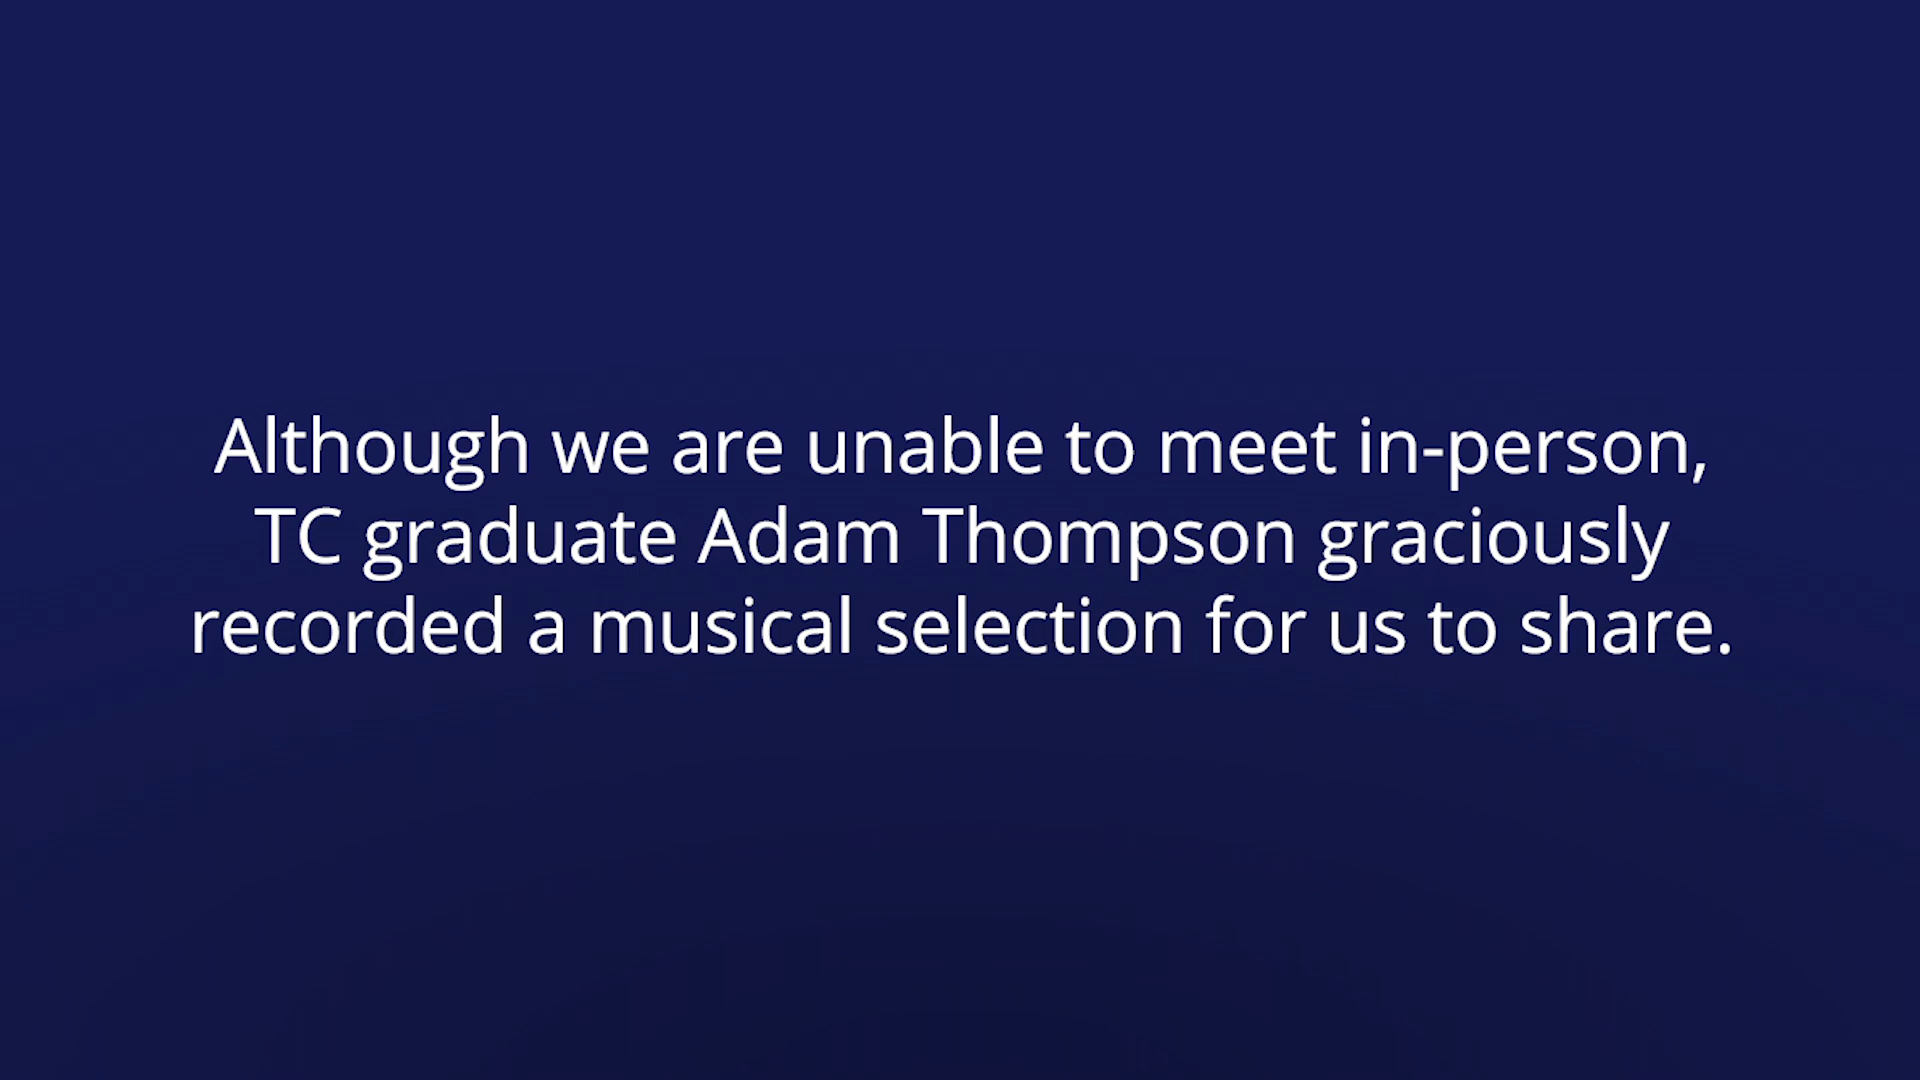 Although we are unable to meet in-person,
TC graduate Adam Thompson graciously
recorded a musical selection for us to share.